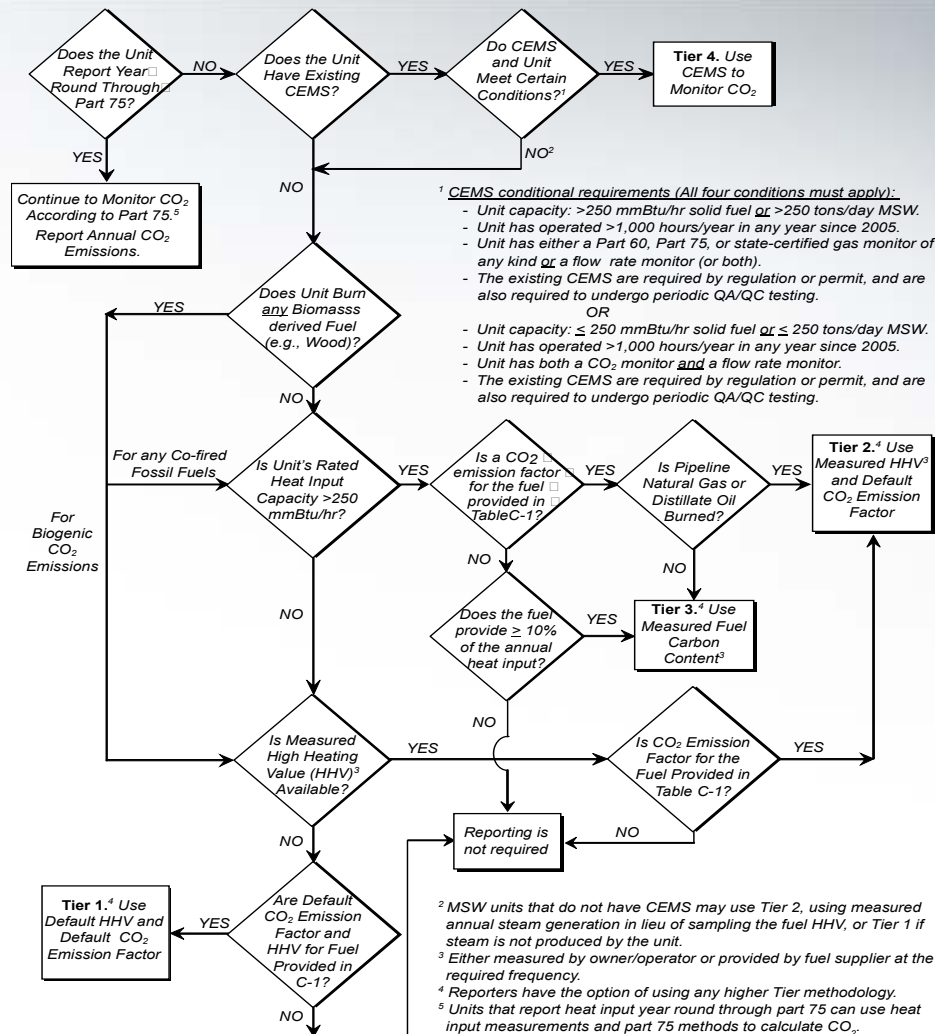 Does the Unit
Report Year□
Round Through□
Part 75?
NO
Does the Unit
Have Existing
CEMS?
YES
Do CEMS
and Unit
Meet Certain
Conditions?¹
YES
Tier 4. Use
CEMS to
Monitor CO₂
YES
NO
NO²
Continue to Monitor CO₂
According to Part 75.⁵
Report Annual CO₂
Emissions.
¹ CEMS conditional requirements (All four conditions must apply):
- Unit capacity: >250 mmBtu/hr solid fuel or >250 tons/day MSW.
- Unit has operated >1,000 hours/year in any year since 2005.
- Unit has either a Part 60, Part 75, or state-certified gas monitor of
any kind or a flow rate monitor (or both).
- The existing CEMS are required by regulation or permit, and are
also required to undergo periodic QA/QC testing.
OR
- Unit capacity: ≤ 250 mmBtu/hr solid fuel or ≤ 250 tons/day MSW.
- Unit has operated >1,000 hours/year in any year since 2005.
- Unit has both a CO₂ monitor and a flow rate monitor.
- The existing CEMS are required by regulation or permit, and are
also required to undergo periodic QA/QC testing.
YES
Does Unit Burn
any Biomasss
derived Fuel
(e.g., Wood)?
NO
For any Co-fired
Fossil Fuels
Is Unit's Rated
Heat Input
Capacity >250
mmBtu/hr?
YES
Is a CO₂ □
emission factor □
for the fuel □
provided in □
TableC-1?
YES
Is Pipeline
Natural Gas or
Distillate Oil
Burned?
YES
Tier 2.⁴ Use
Measured HHV³
and Default
CO₂ Emission
Factor
For
Biogenic
CO₂
Emissions
NO
NO
NO
Does the fuel
provide ≥ 10%
of the annual
heat input?
YES
Tier 3.⁴ Use
Measured Fuel
Carbon
Content³
NO
Is Measured
High Heating
Value (HHV)³
Available?
YES
Is CO₂ Emission
Factor for the
Fuel Provided in
Table C-1?
YES
NO
Reporting is
not required
NO
Tier 1.⁴ Use
Default HHV and
Default CO₂
Emission Factor
YES
Are Default
CO₂ Emission
Factor and
HHV for Fuel
Provided in
C-1?
NO
² MSW units that do not have CEMS may use Tier 2, using measured
annual steam generation in lieu of sampling the fuel HHV, or Tier 1 if
steam is not produced by the unit.
³ Either measured by owner/operator or provided by fuel supplier at the
required frequency.
⁴ Reporters have the option of using any higher Tier methodology.
⁵ Units that report heat input year round through part 75 can use heat
input measurements and part 75 methods to calculate CO₂.